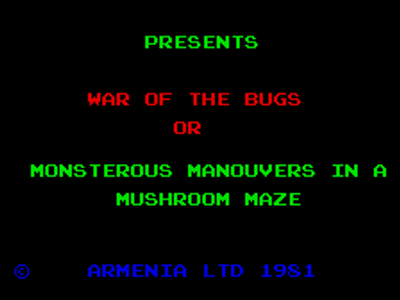 PRESENTS
WAR OF THE BUGS
OR
MONSTEROUS MANOUVERS IN A
MUSHROOM MAZE
© ARMENIA LTD 1981